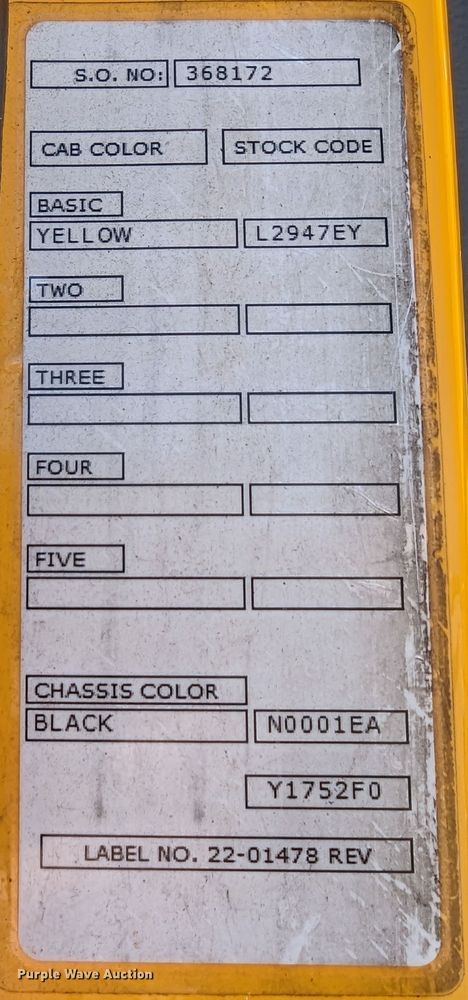 S.O. NO: 368172
CAB COLOR STOCK CODE
BASIC
YELLOW L2947EY
TWO
THREE
FOUR
FIVE
CHASSIS COLOR
BLACK N0001EA
Y1752F0
LABEL NO. 22-01478 REV
Purple Wave Auction